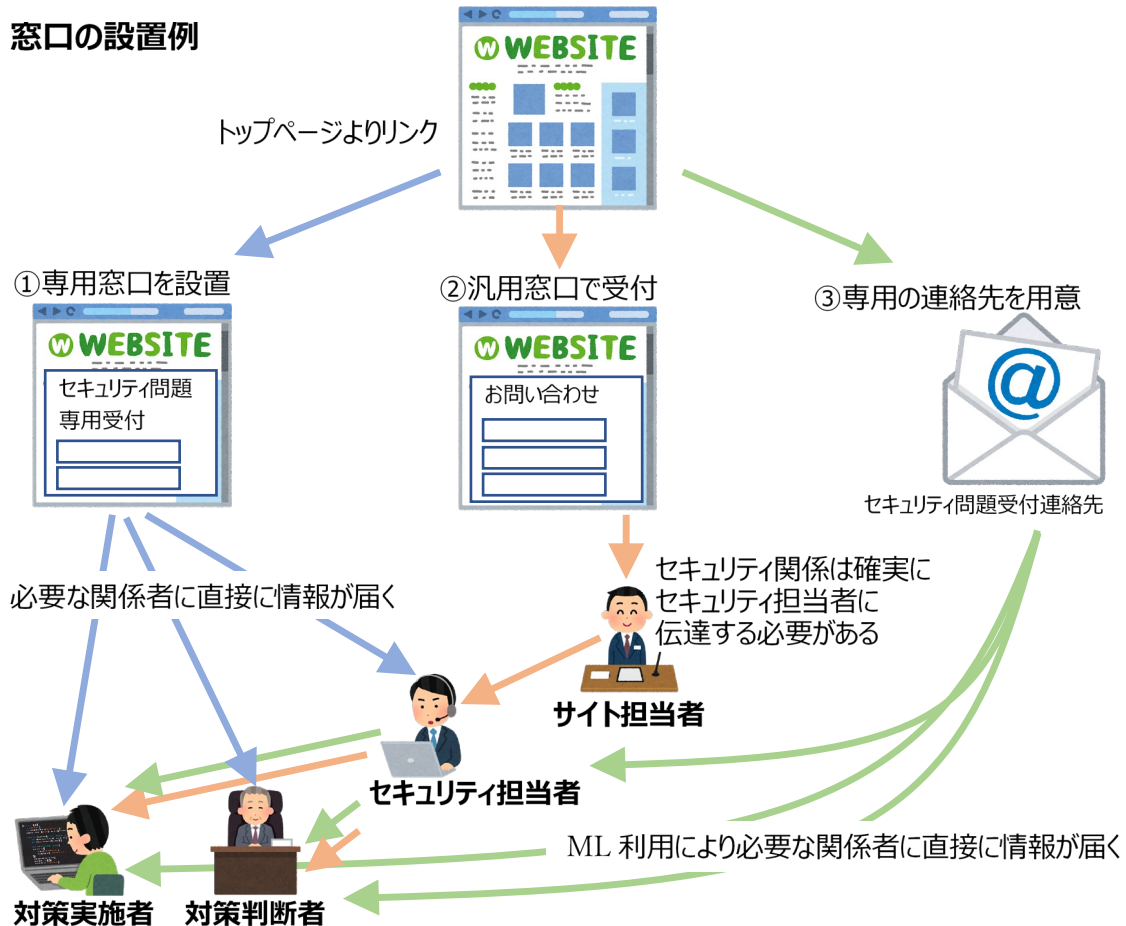 窓口の設置例
WEBSITE
トップページよりリンク
①専用窓口を設置
WEBSITE
セキュリティ問題
専用受付
②汎用窓口で受付
WEBSITE
お問い合わせ
③専用の連絡先を用意
@
セキュリティ問題受付連絡先
必要な関係者に直接に情報が届く
セキュリティ関係は確実に
セキュリティ担当者に
伝達する必要がある
サイト担当者
セキュリティ担当者
ML 利用により必要な関係者に直接に情報が届く
対策実施者
対策判断者